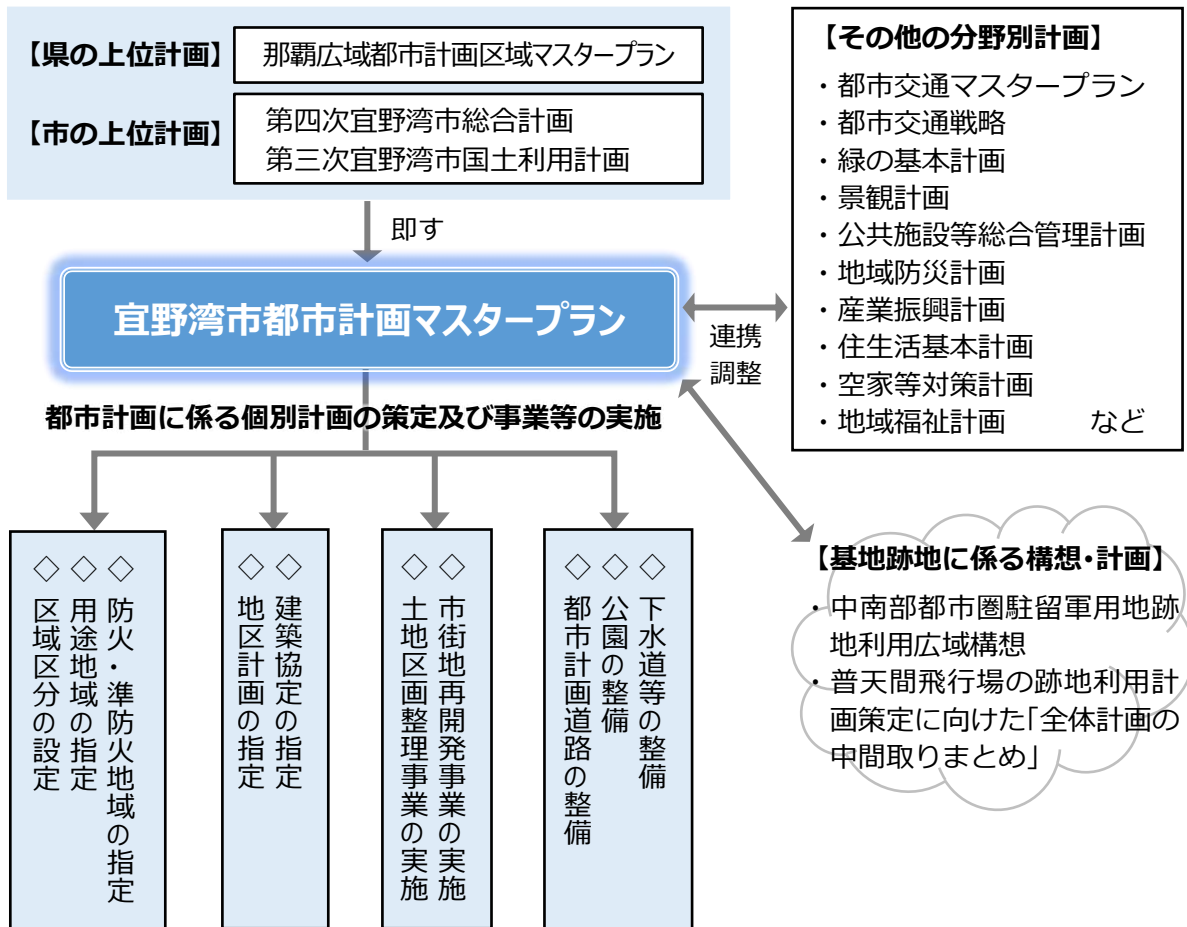 【県の上位計画】
那覇広域都市計画区域マスタープラン
【市の上位計画】
第四次宜野湾市総合計画
第三次宜野湾市国土利用計画
即す
宜野湾市都市計画マスタープラン
連携
調整
【その他の分野別計画】
・都市交通マスタープラン
・都市交通戦略
・緑の基本計画
・景観計画
・公共施設等総合管理計画
・地域防災計画
・産業振興計画
・住生活基本計画
・空家等対策計画
・地域福祉計画 など
都市計画に係る個別計画の策定及び事業等の実施
◇防火・準防火地域の指定
◇用途地域の指定
◇区域区分の設定
◇建築協定の指定
◇地区計画の指定
◇市街地再開発事業の実施
◇土地区画整理事業の実施
◇下水道等の整備
◇公園の整備
◇都市計画道路の整備
【基地跡地に係る構想・計画】
・中南部都市圏駐留軍用地跡
地利用広域構想
・普天間飛行場の跡地利用計
画策定に向けた「全体計画の
中間取りまとめ」